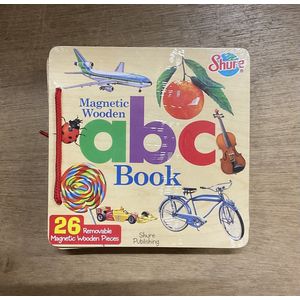 Shure
Magnetic
Wooden
abc
Book
26 Removable
Magnetic Wooden Pieces
Shure
Publishing